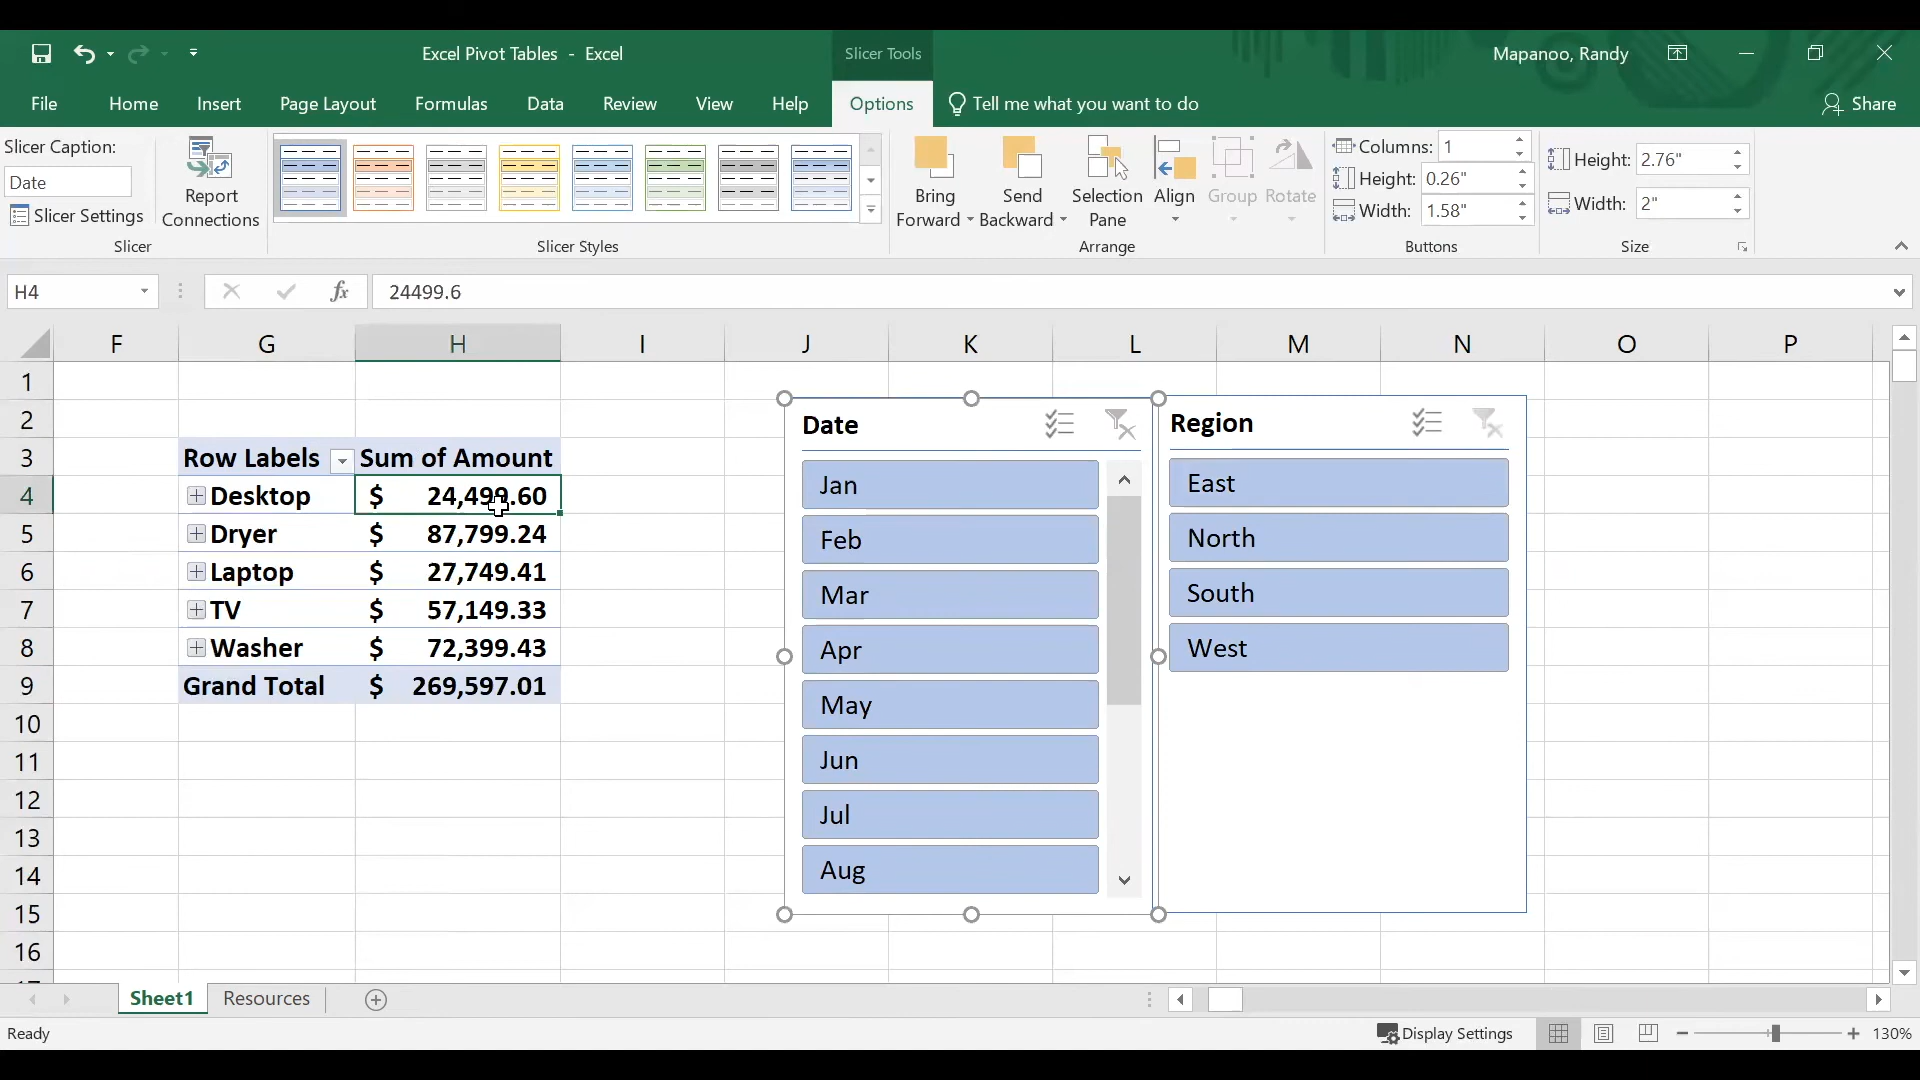 Excel Pivot Tables - Excel
Slicer Tools
Mapanoo, Randy
File Home Insert Page Layout Formulas Data Review View Help Options Tell me what you want to do Share
Slicer Caption:
Date
Slicer Settings
Report
Connections
Slicer
Slicer Styles
Bring
Forward
Send
Backward
Selection
Pane
Align
Group
Rotate
Arrange
Columns: 1
Height: 0.26"
Width: 1.58"
Buttons
Height: 2.76"
Width: 2"
Size
H4 fx 24499.6
F G H I J K L M N O P
1
2
3 Row Labels Sum of Amount
4 Desktop $ 24,499.60
5 Dryer $ 87,799.24
6 Laptop $ 27,749.41
7 TV $ 57,149.33
8 Washer $ 72,399.43
9 Grand Total $ 269,597.01
10
11
12
13
14
15
16
Date
Jan
Feb
Mar
Apr
May
Jun
Jul
Aug
Region
East
North
South
West
Sheet1 Resources
Ready Display Settings 130%